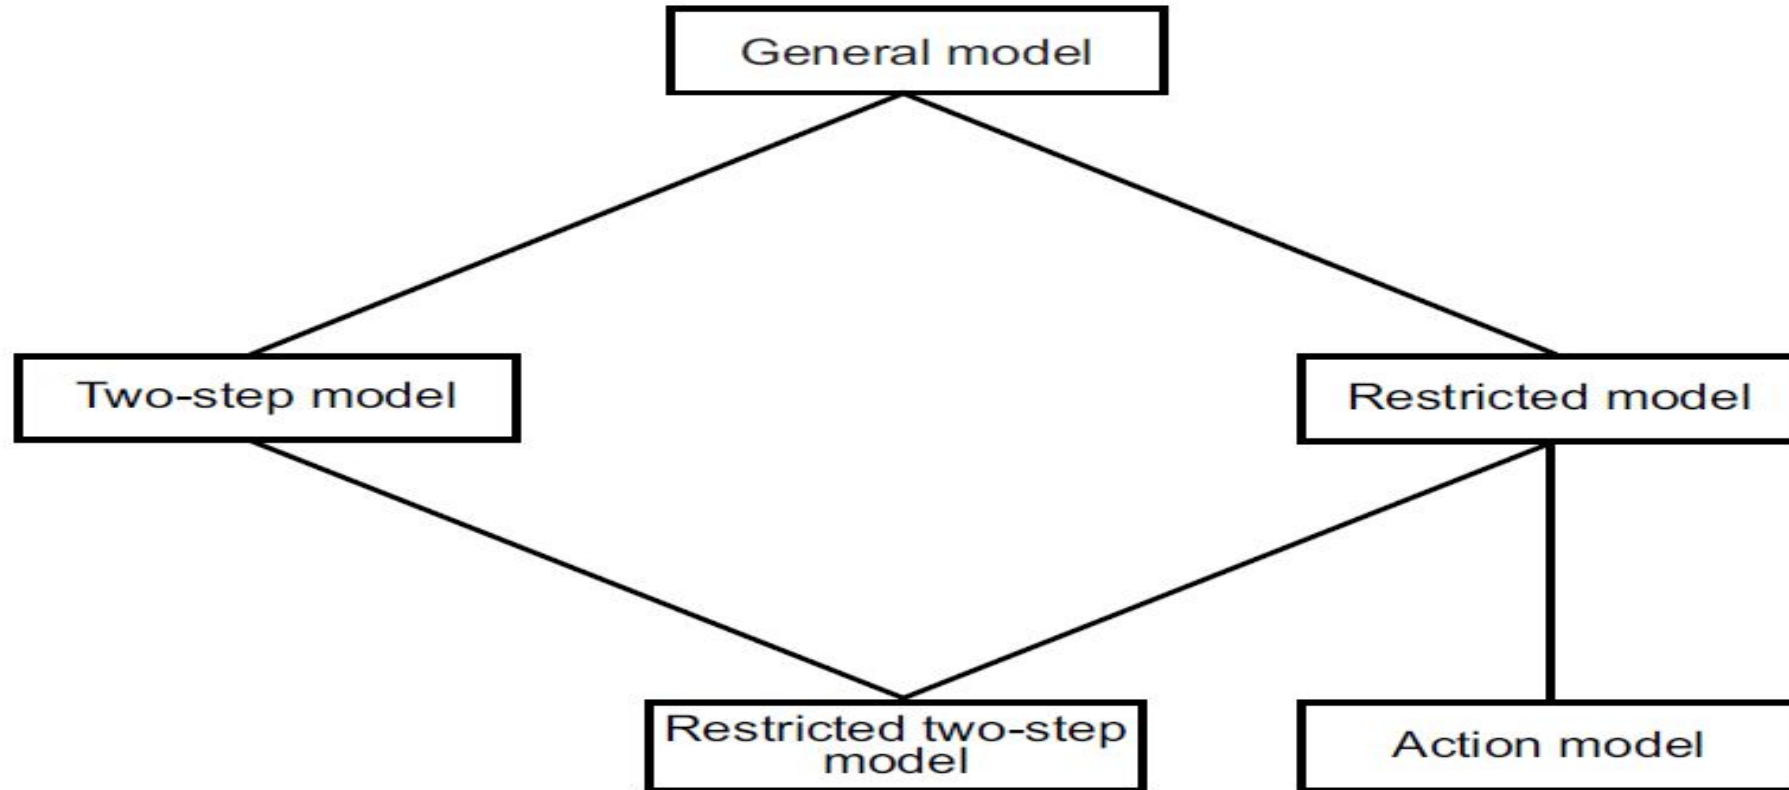 General model
Two-step model
Restricted model
Restricted two-step
model
Action model